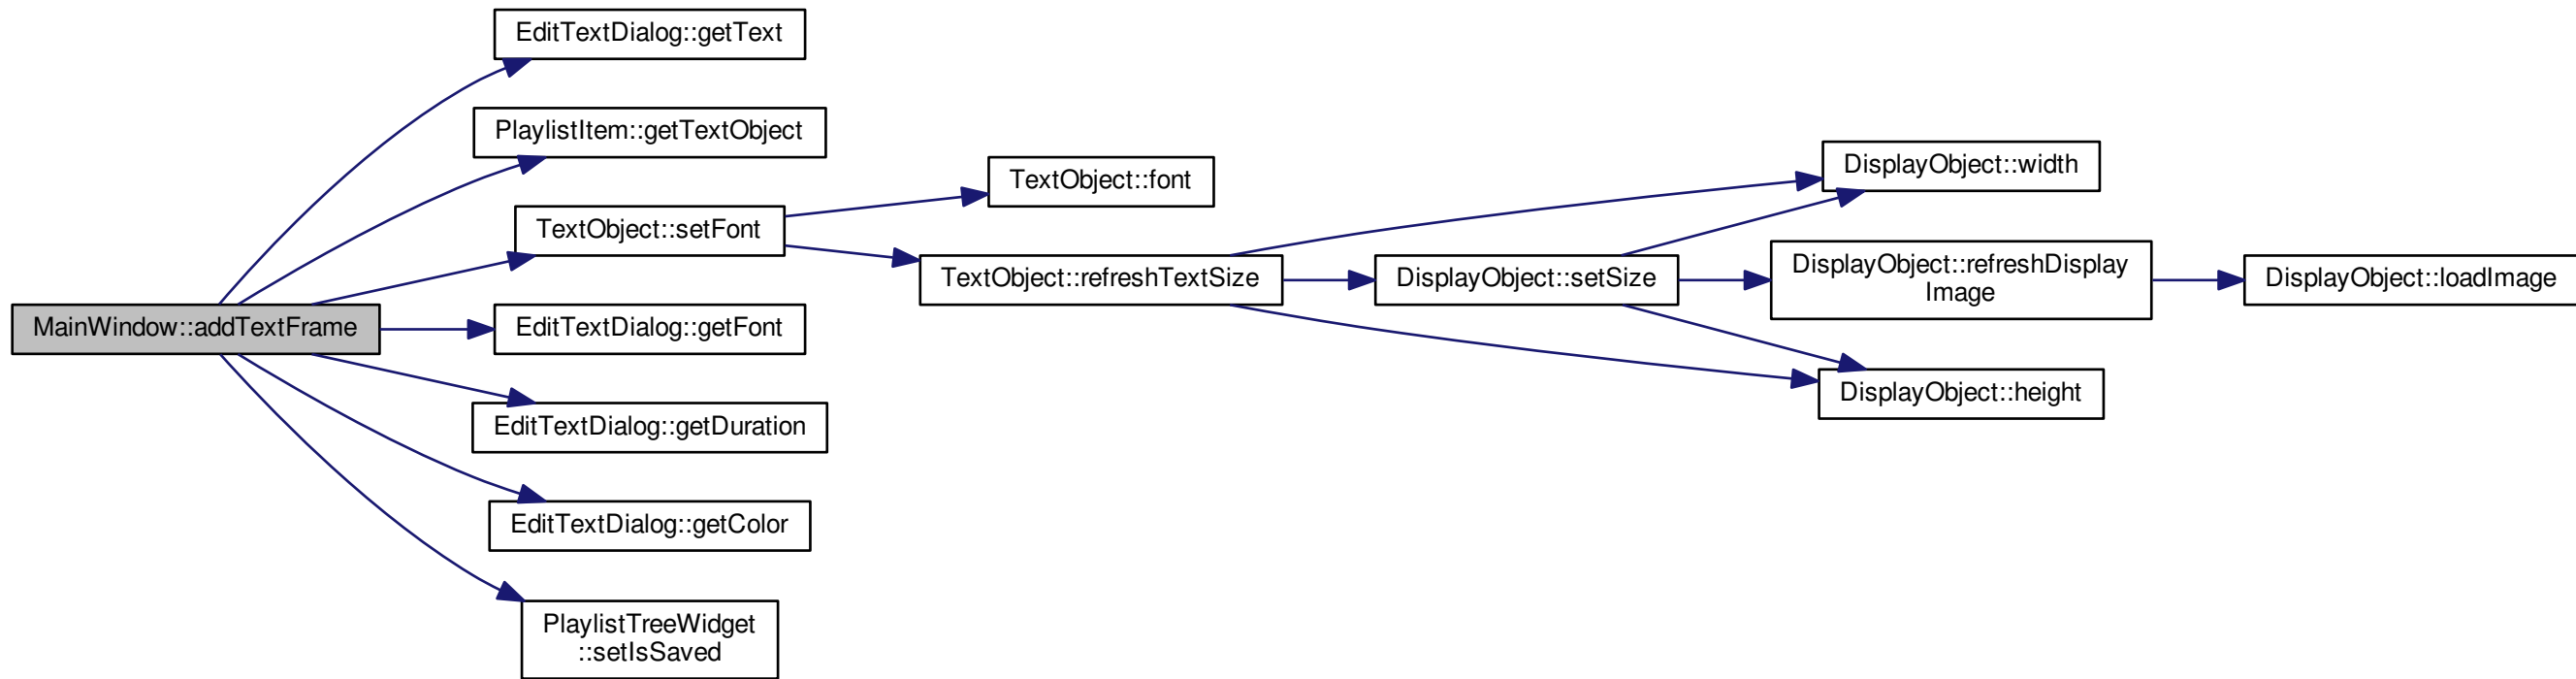 EditTextDialog::getText
PlaylistItem::getTextObject
TextObject::setFont
MainWindow::addTextFrame
EditTextDialog::getFont
EditTextDialog::getDuration
EditTextDialog::getColor
PlaylistTreeWidget
::setIsSaved
TextObject::font
TextObject::refreshTextSize
DisplayObject::setSize
DisplayObject::width
DisplayObject::refreshDisplay
Image
DisplayObject::height
DisplayObject::loadImage